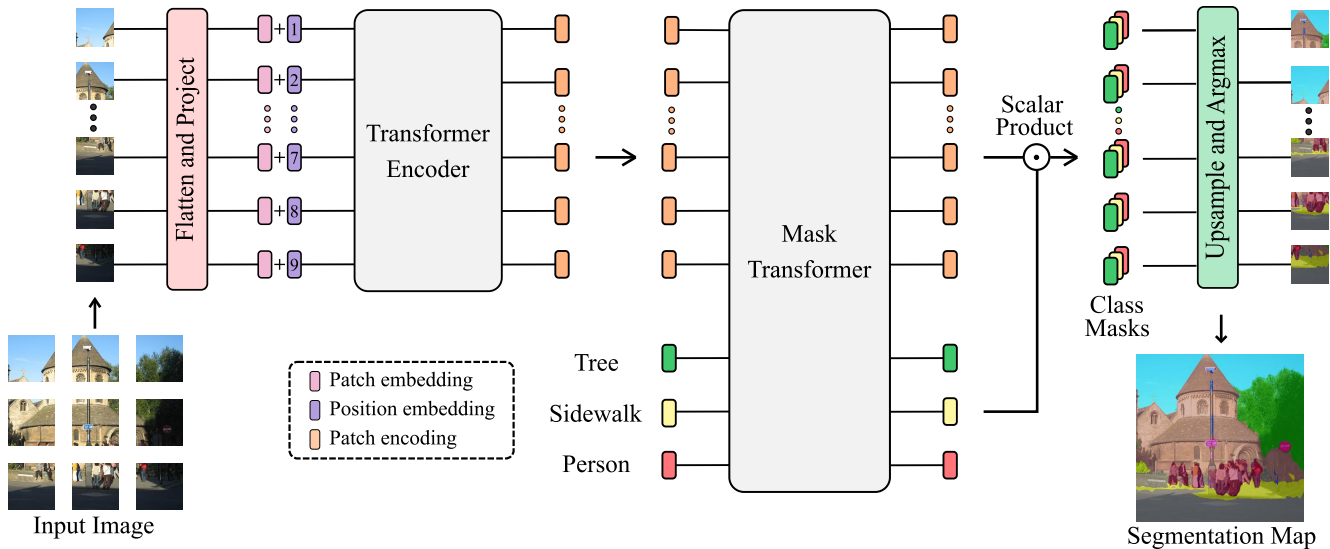 Flatten and Project
+ 1
+ 2
+ 7
+ 8
+ 9
Transformer
Encoder
Mask
Transformer
Scalar
Product
Upsample and Argmax
Class
Masks
Tree
Sidewalk
Person
Patch embedding
Position embedding
Patch encoding
Input Image
Segmentation Map